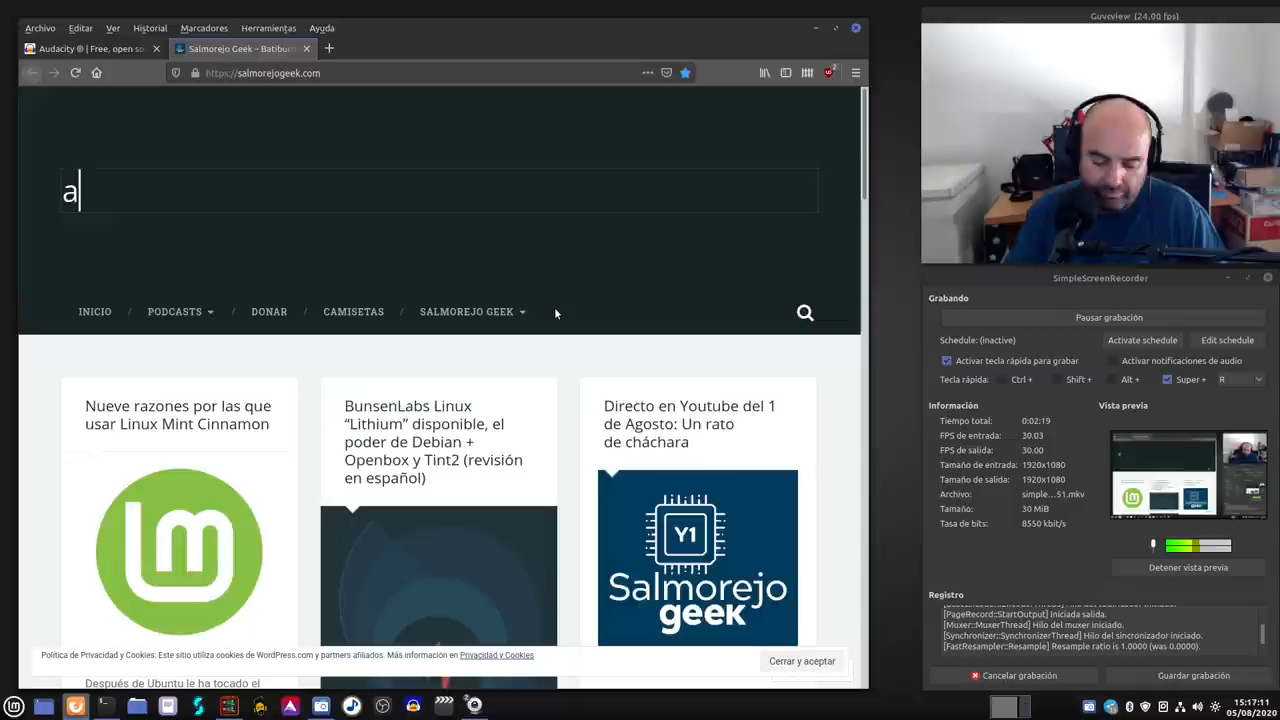 Archivo Editar Ver Historial Marcadores Herramientas Ayuda
Audacity ® | Free, open so
Salmorejo Geek – Batiburr
https://salmorejogeek.com
2
a
INICIO / PODCASTS / DONAR / CAMISETAS / SALMOREJO GEEK
Nueve razones por las que
usar Linux Mint Cinnamon
BunsenLabs Linux
“Lithium” disponible, el
poder de Debian +
Openbox y Tint2 (revisión
en español)
Directo en Youtube del 1
de Agosto: Un rato
de cháchara
Y1
Salmorejo
geek
Política de Privacidad y Cookies: Este sitio utiliza cookies de WordPress.com y partners afiliados. Más información en Privacidad y Cookies
Cerrar y aceptar
Después de Ubuntu le ha tocado el
Guvcview (24,00 fps)
SimpleScreenRecorder
Grabando
Pausar grabación
Schedule: (inactive)
Activate schedule
Edit schedule
Activar tecla rápida para grabar
Activar notificaciones de audio
Tecla rápida: Ctrl + Shift + Alt + Super + R
Información
Vista previa
Tiempo total: 0:02:19
FPS de entrada: 30.03
FPS de salida: 30.00
Tamaño de entrada: 1920x1080
Tamaño de salida: 1920x1080
Archivo: simple…51.mkv
Tamaño: 30 MiB
Tasa de bits: 8550 kbit/s
Detener vista previa
Registro
[PageRecord::StartOutput] Iniciada salida.
[Muxer::MuxerThread] Hilo del muxer iniciado.
[Synchronizer::SynchronizerThread] Hilo del sincronizador iniciado.
[FastResampler::Resample] Resample ratio is 1.0000 (was 0.0000).
Cancelar grabación
Guardar grabación
15:17:11
05/08/2020